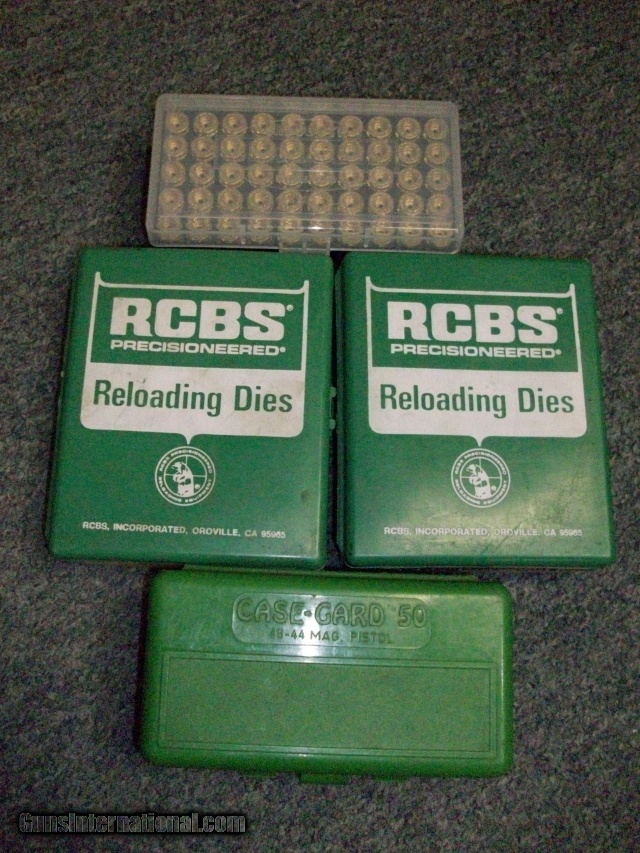 RCBS®
PRECISIONEERED®
Reloading Dies
RCBS, INCORPORATED, OROVILLE, CA 95965
RCBS®
PRECISIONEERED®
Reloading Dies
RCBS, INCORPORATED, OROVILLE, CA 95965
CASE-GARD 50
44 MAG. PISTOL
GunsInternational.com